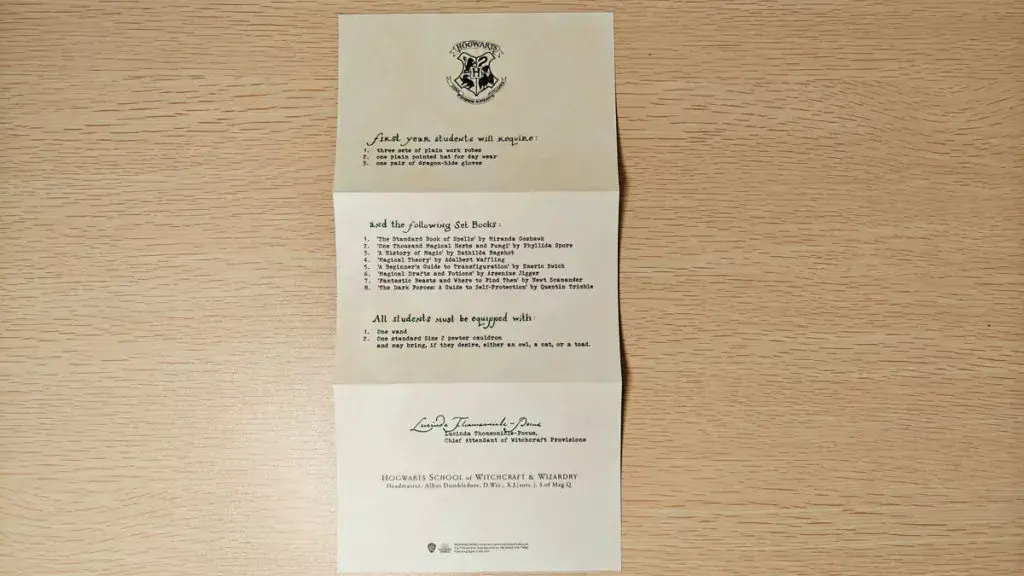 HOGWARTS
First year students will require:
1. three sets of plain work robes
2. one plain pointed hat for day wear
3. one pair of dragon-hide gloves
and the following Set Books:
1. 'The Standard Book of Spells' by Miranda Goshawk
2. 'One Thousand Magical Herbs and Fungi' by Phyllida Spore
3. 'A History of Magic' by Bathilda Bagshot
4. 'Magical Theory' by Adalbert Waffling
5. 'A Beginner's Guide to Transfiguration' by Emeric Swich
6. 'Magical Drafts and Potions' by Arsenius Jigger
7. 'Fantastic Beasts and Where to Find Them' by Newt Scamander
8. 'The Dark Forces: A Guide to Self-Protection' by Quentin Trimble
All students must be equipped with:
1. One wand
2. One standard Size 2 pewter cauldron
and may bring, if they desire, either an owl, a cat, or a toad.
Lucinda Thomsonicle-Pocus
Lucinda Thomsonicle-Pocus,
Chief Attendant of Witchcraft Provisions
HOGWARTS SCHOOL of WITCHCRAFT & WIZARDRY
Headmaster: Albus Dumbledore, D.Wiz., X.J.(sorc.), S.of Mag.Q.